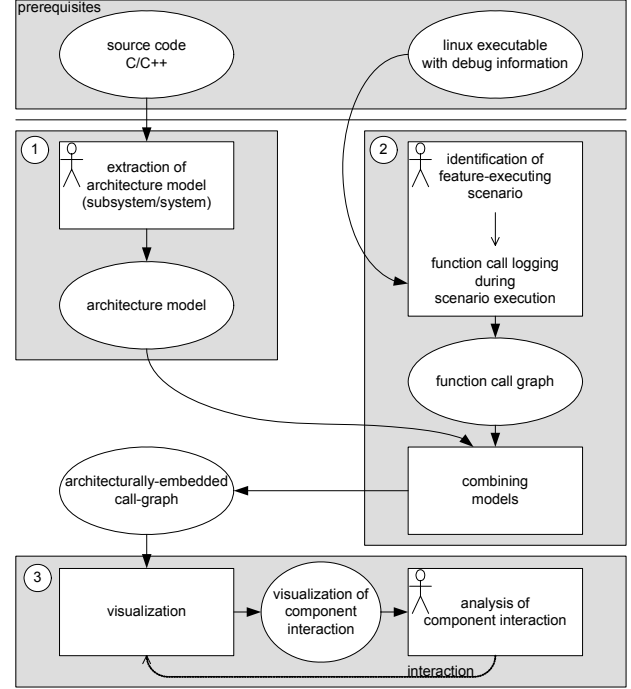 prerequisites
source code
C/C++
linux executable
with debug information
1
extraction of
architecture model
(subsystem/system)
architecture model
2
identification of
feature-executing
scenario
function call logging
during
scenario execution
function call graph
combining
models
architecturally-embedded
call-graph
3
visualization
visualization of
component
interaction
analysis of
component interaction
interaction